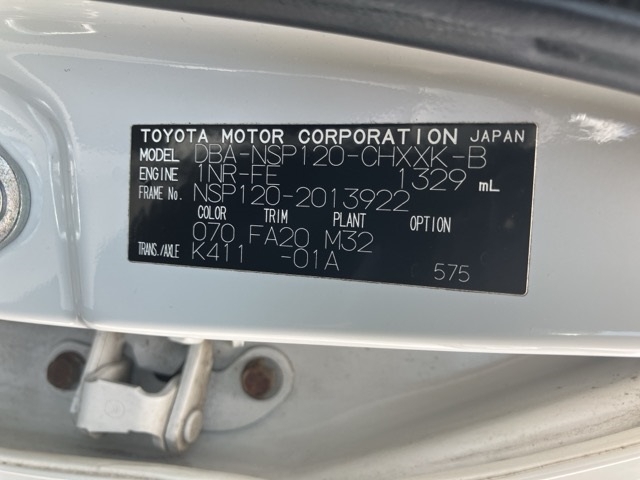 TOYOTA MOTOR CORPORATION JAPAN
MODEL DBA-NSP120-CHXXK-B
ENGINE 1NR-FE 1329 mL
FRAME No. NSP120-2013922
COLOR TRIM PLANT OPTION
070 FA20 M32
TRANS./AXLE K411 -01A
575